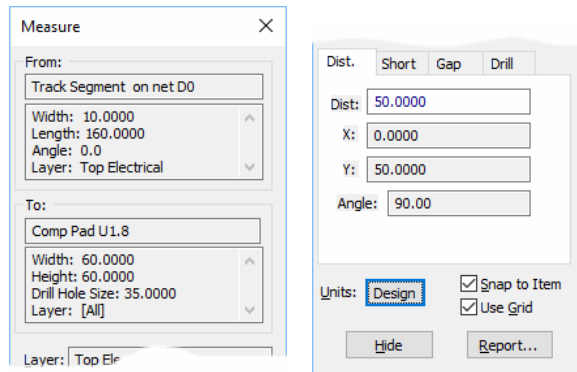 Measure
From:
Track Segment on net D0
Width: 10.0000
Length: 160.0000
Angle: 0.0
Layer: Top Electrical
To:
Comp Pad U1.8
Width: 60.0000
Height: 60.0000
Drill Hole Size: 35.0000
Layer: [All]
Layer: Top Ele
Dist. Short Gap Drill
Dist: 50.0000
X: 0.0000
Y: 50.0000
Angle: 90.00
Units: Design
Snap to Item
Use Grid
Hide Report...